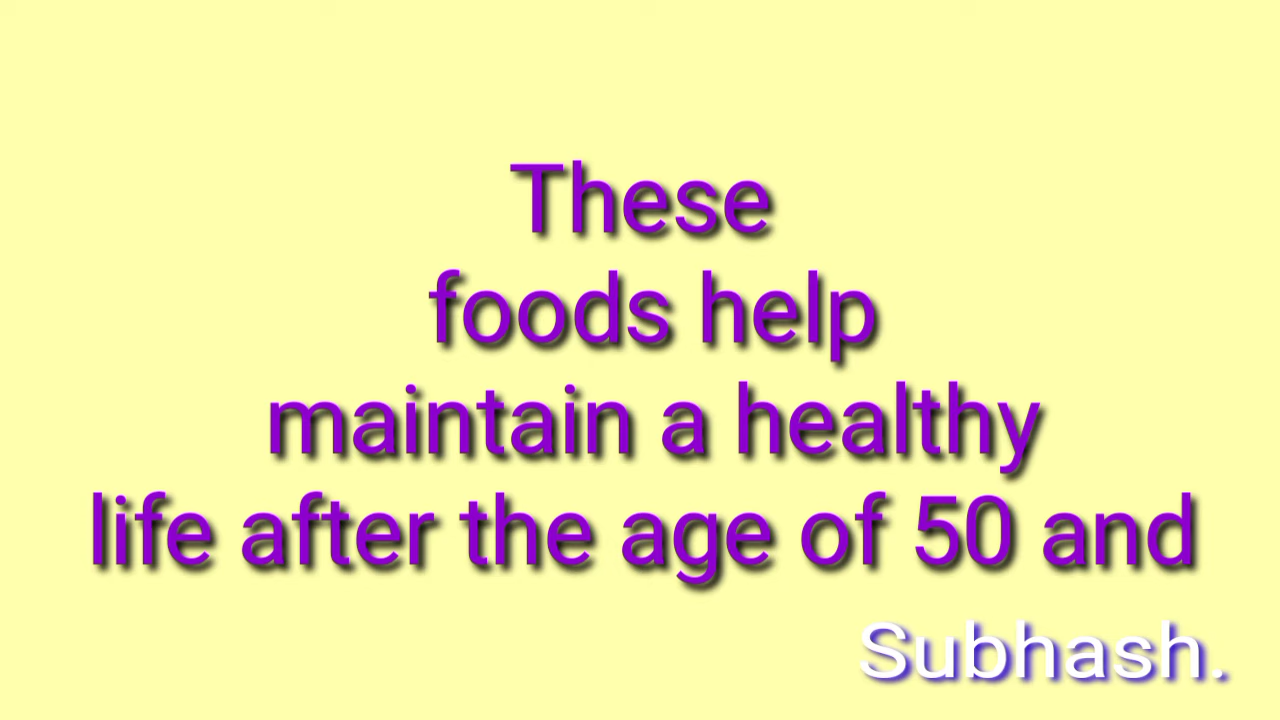 These
foods help
maintain a healthy
life after the age of 50 and
Subhash.